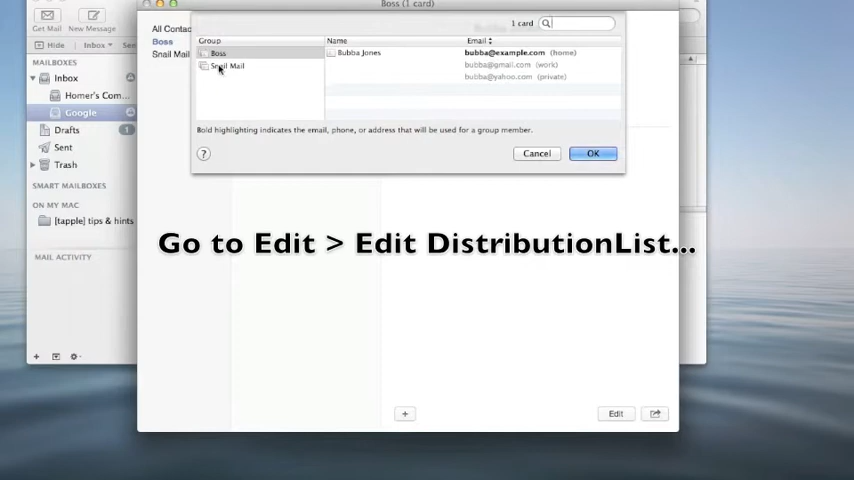 Boss (1 card)
Get Mail New Message
Hide Inbox Sen
MAILBOXES
Inbox
Homer's Com...
Google
Drafts 1
Sent
Trash
SMART MAILBOXES
ON MY MAC
[tapple] tips & hints
MAIL ACTIVITY
All Contac
Boss
Snail Mail
1 card
Group Name Email
Boss Bubba Jones bubba@example.com (home)
Snail Mail bubba@gmail.com (work)
bubba@yahoo.com (private)
Bold highlighting indicates the email, phone, or address that will be used for a group member.
? Cancel OK
Go to Edit > Edit DistributionList...
+ Edit